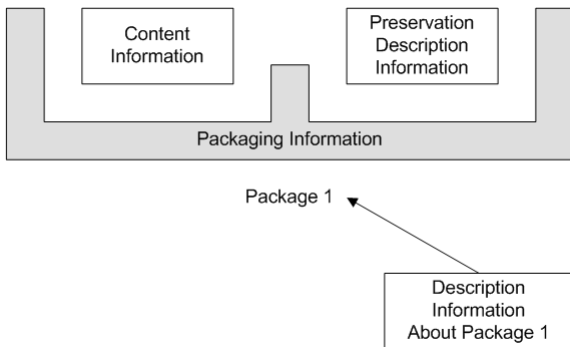 Content
Information
Preservation
Description
Information
Packaging Information
Package 1
Description
Information
About Package 1